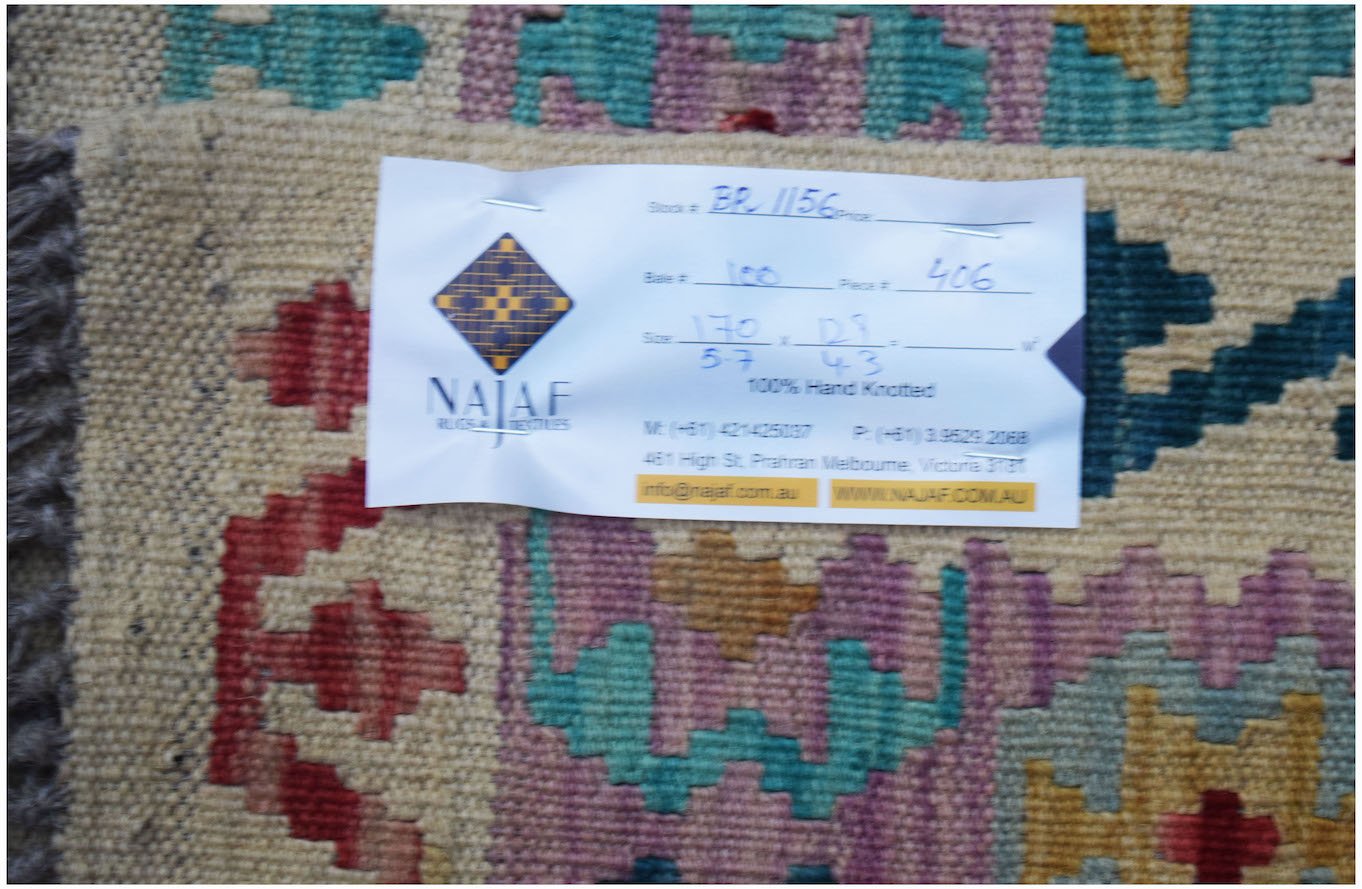 Stock #: BR 1156 Price:
Bale #: 100 Piece #: 406
Size: 170 x 129 = M²
5.7 4.3
100% Hand Knotted
NAJAF
RUGS & TEXTILES
M: (+61) 421425037 P: (+61) 3.9529.2068
461 High St, Prahran Melbourne, Victoria 3181
info@najaf.com.au WWW.NAJAF.COM.AU